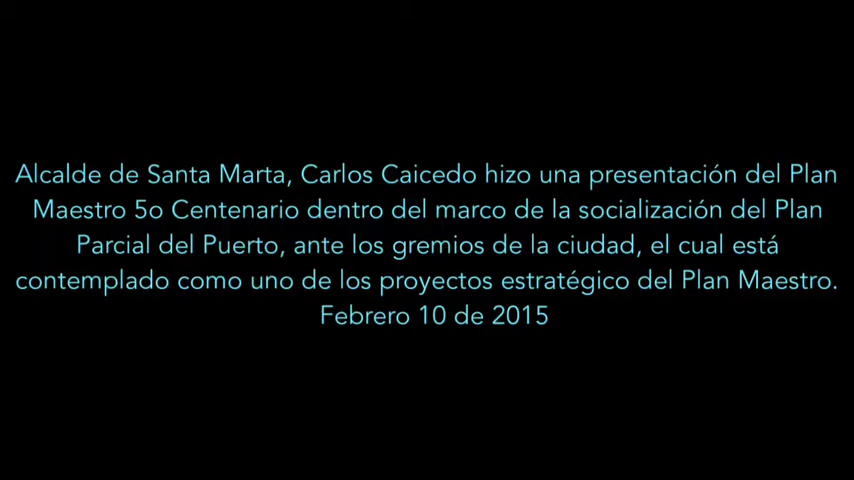 Alcalde de Santa Marta, Carlos Caicedo hizo una presentación del Plan
Maestro 5o Centenario dentro del marco de la socialización del Plan
Parcial del Puerto, ante los gremios de la ciudad, el cual está
contemplado como uno de los proyectos estratégico del Plan Maestro.
Febrero 10 de 2015